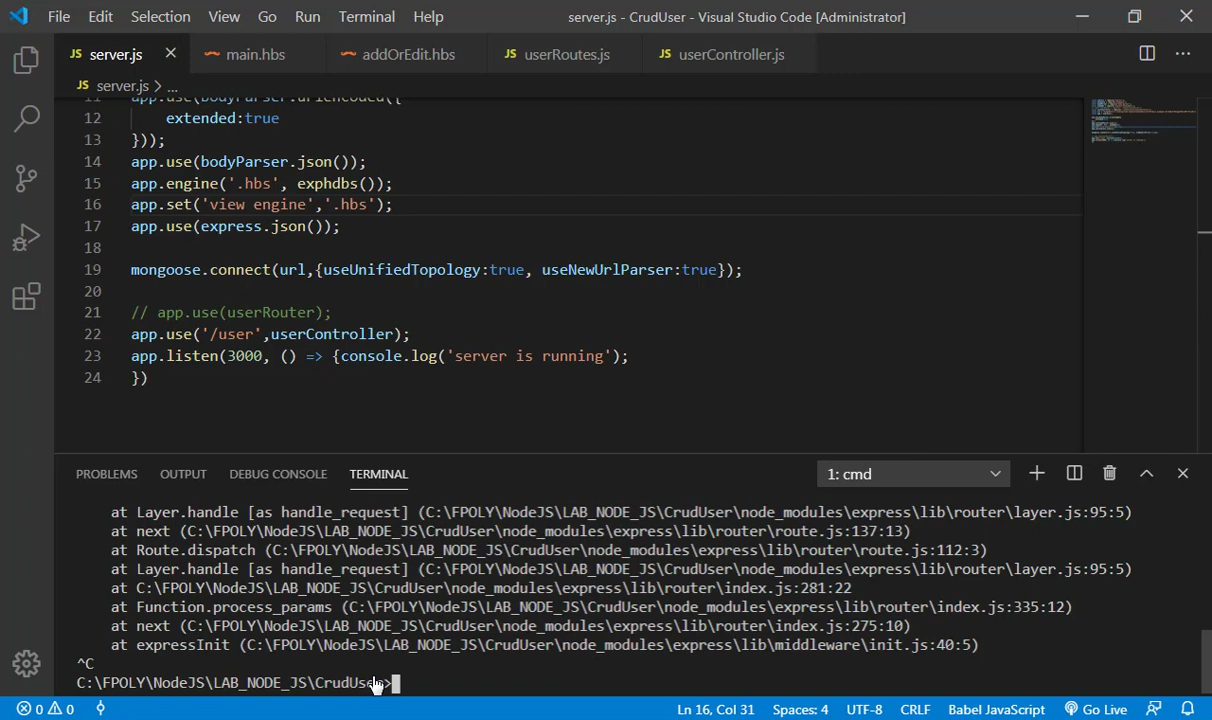 File Edit Selection View Go Run Terminal Help server.js - CrudUser - Visual Studio Code [Administrator]
JS server.js main.hbs addOrEdit.hbs JS userRoutes.js JS userController.js
JS server.js > ...
11 app.use(bodyParser.urlencoded({
12 extended:true
13 }));
14 app.use(bodyParser.json());
15 app.engine('.hbs', exphdbs());
16 app.set('view engine','.hbs');
17 app.use(express.json());
18
19 mongoose.connect(url,{useUnifiedTopology:true, useNewUrlParser:true});
20
21 // app.use(userRouter);
22 app.use('/user',userController);
23 app.listen(3000, () => {console.log('server is running');
24 })
PROBLEMS OUTPUT DEBUG CONSOLE TERMINAL 1: cmd
at Layer.handle [as handle_request] (C:\FPOLY\NodeJS\LAB_NODE_JS\CrudUser\node_modules\express\lib\router\layer.js:95:5)
at next (C:\FPOLY\NodeJS\LAB_NODE_JS\CrudUser\node_modules\express\lib\router\route.js:137:13)
at Route.dispatch (C:\FPOLY\NodeJS\LAB_NODE_JS\CrudUser\node_modules\express\lib\router\route.js:112:3)
at Layer.handle [as handle_request] (C:\FPOLY\NodeJS\LAB_NODE_JS\CrudUser\node_modules\express\lib\router\layer.js:95:5)
at C:\FPOLY\NodeJS\LAB_NODE_JS\CrudUser\node_modules\express\lib\router\index.js:281:22
at Function.process_params (C:\FPOLY\NodeJS\LAB_NODE_JS\CrudUser\node_modules\express\lib\router\index.js:335:12)
at next (C:\FPOLY\NodeJS\LAB_NODE_JS\CrudUser\node_modules\express\lib\router\index.js:275:10)
at expressInit (C:\FPOLY\NodeJS\LAB_NODE_JS\CrudUser\node_modules\express\lib\middleware\init.js:40:5)
^C
C:\FPOLY\NodeJS\LAB_NODE_JS\CrudUser>
0 0 Ln 16, Col 31 Spaces: 4 UTF-8 CRLF Babel JavaScript Go Live